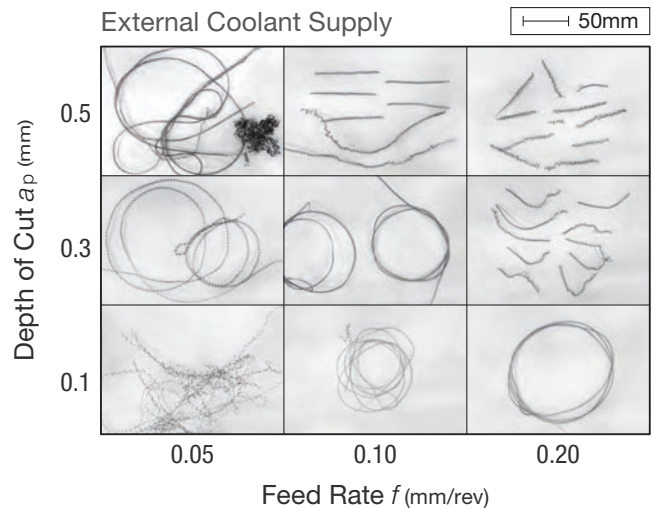 External Coolant Supply
50mm
0.5
0.3
0.1
Depth of Cut ap (mm)
0.05 0.10 0.20
Feed Rate f (mm/rev)